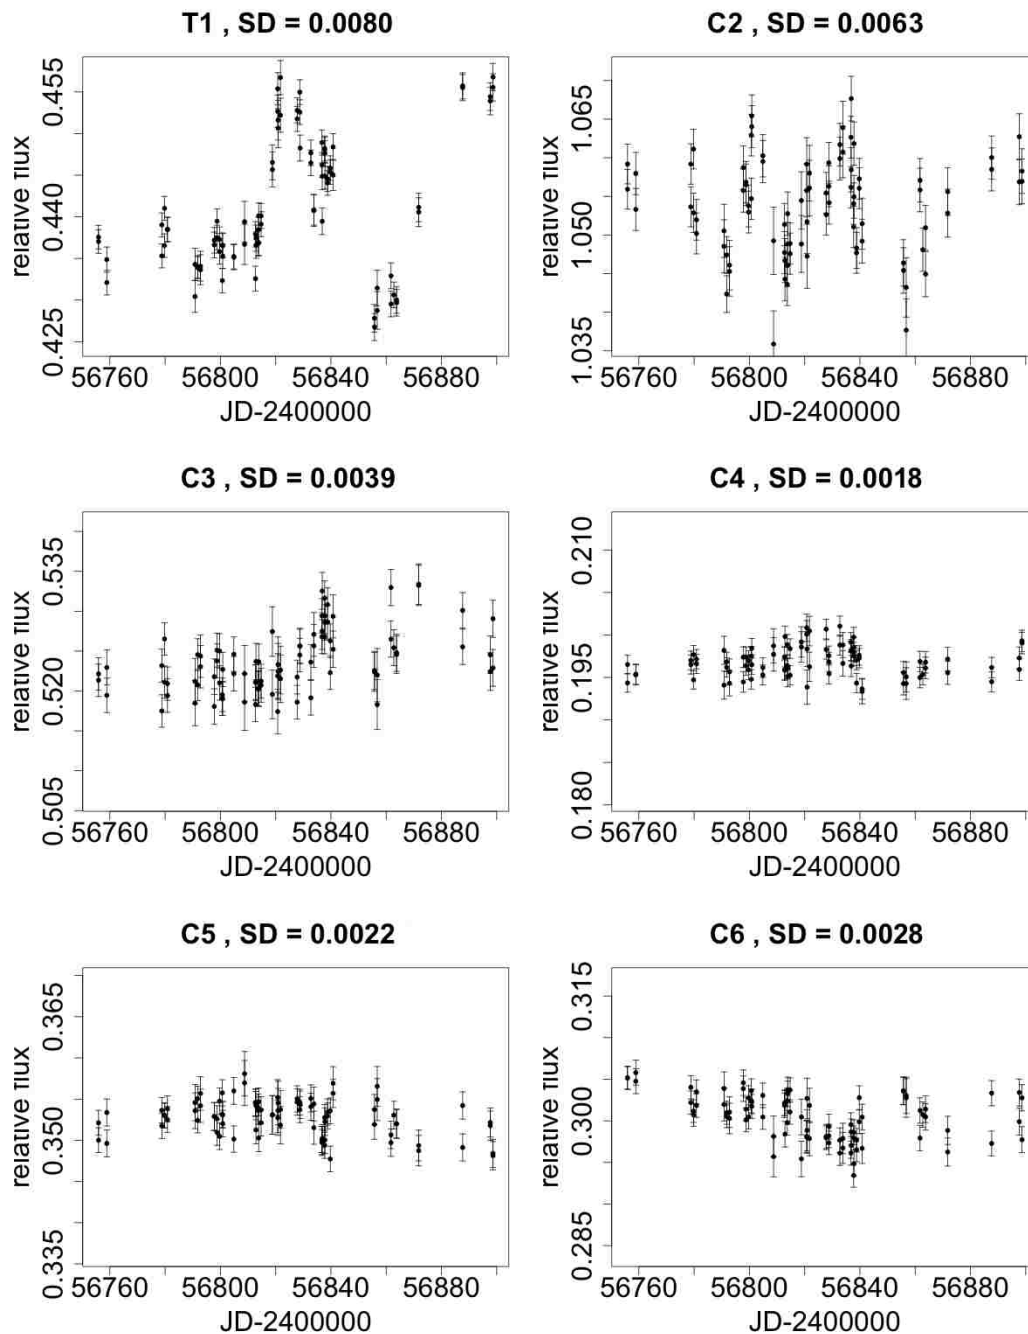 T1 , SD = 0.0080
C2 , SD = 0.0063
relative flux
0.425 0.440 0.455
56760 56800 56840 56880
JD-2400000
relative flux
1.035 1.050 1.065
56760 56800 56840 56880
JD-2400000
C3 , SD = 0.0039
C4 , SD = 0.0018
relative flux
0.505 0.520 0.535
56760 56800 56840 56880
JD-2400000
relative flux
0.180 0.195 0.210
56760 56800 56840 56880
JD-2400000
C5 , SD = 0.0022
C6 , SD = 0.0028
relative flux
0.335 0.350 0.365
56760 56800 56840 56880
JD-2400000
relative flux
0.285 0.300 0.315
56760 56800 56840 56880
JD-2400000